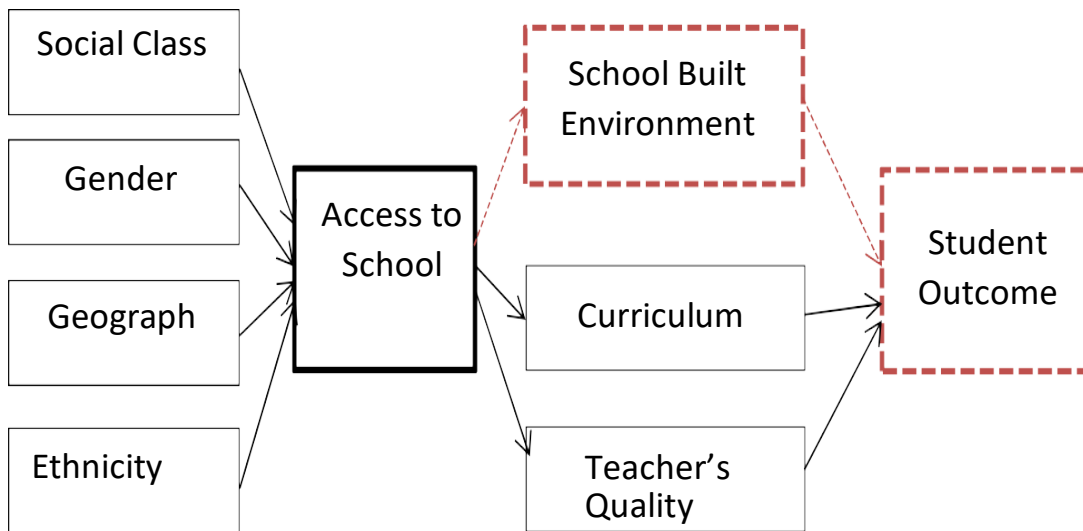 Social Class
Gender
Geograph
Ethnicity
Access to
School
School Built
Environment
Curriculum
Teacher’s
Quality
Student
Outcome